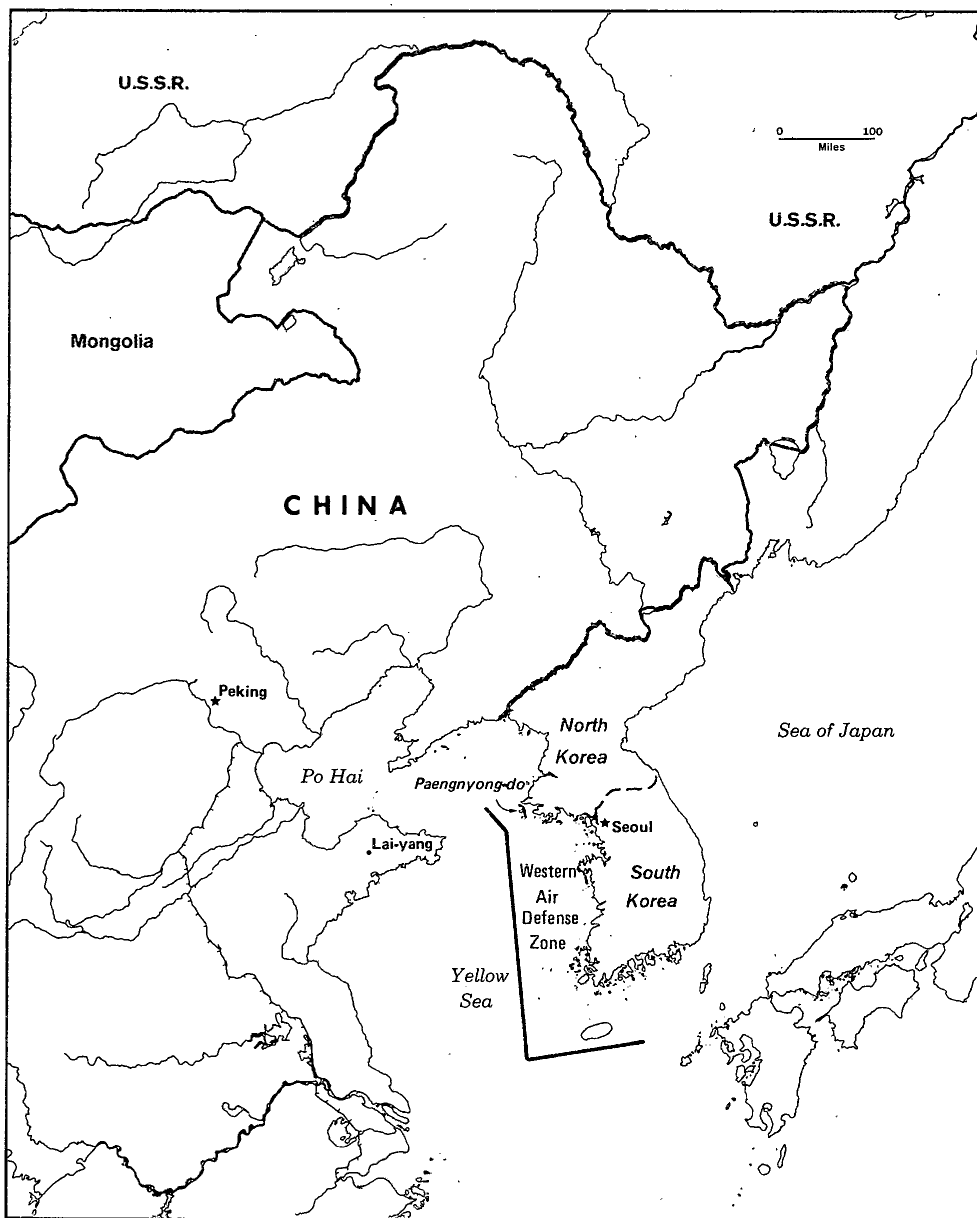 U.S.S.R.
0 100
Miles
U.S.S.R.
Mongolia
CHINA
Peking
North
Korea
Sea of Japan
Po Hai
Paengnyong-do
Seoul
Lai-yang
Western
Air
Defense
Zone
South
Korea
Yellow
Sea